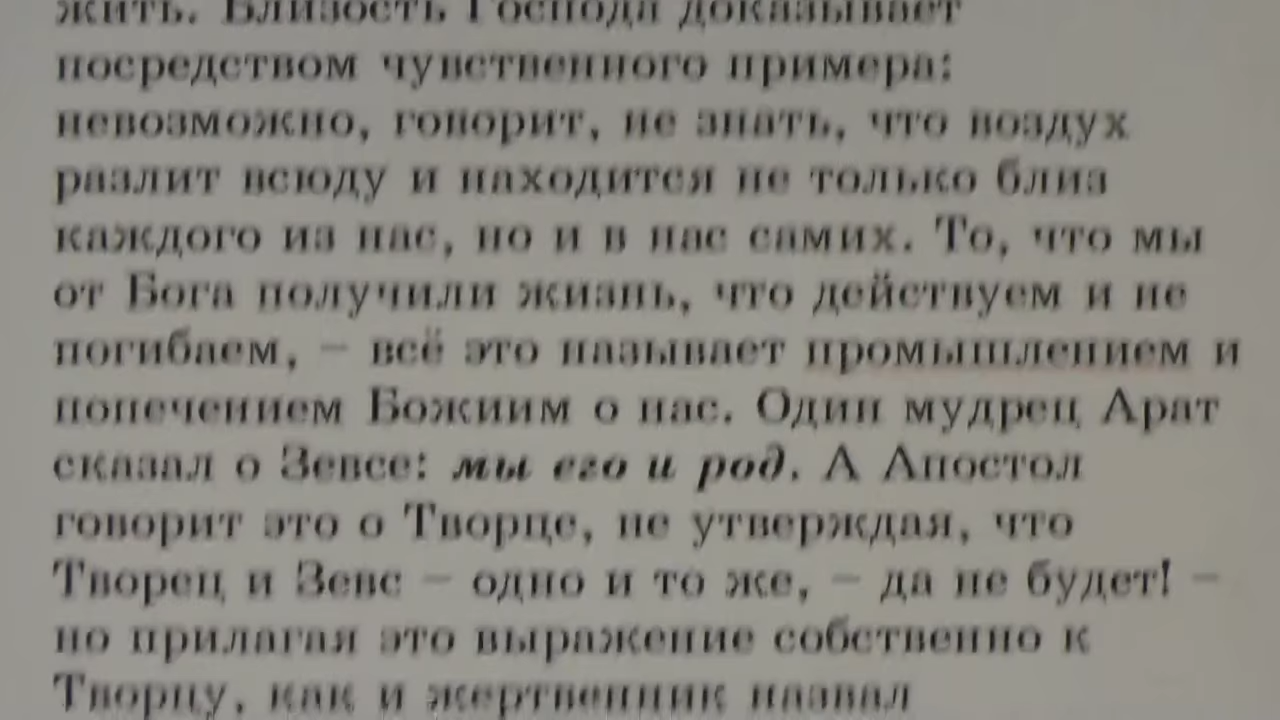 жить. Близость Господа доказывает
посредством чувственного примера:
невозможно, говорит, не знать, что воздух
разлит всюду и находится не только близ
каждого из нас, но и в нас самих. То, что мы
от Бога получили жизнь, что действуем и не
погибаем, – всё это называет промышлением и
попечением Божиим о нас. Один мудрец Арат
сказал о Зевсе: мы его и род. А Апостол
говорит это о Творце, не утверждая, что
Творец и Зевс – одно и то же, – да не будет! –
но прилагая это выражение собственно к
Творцу, как и жертвенник назвал